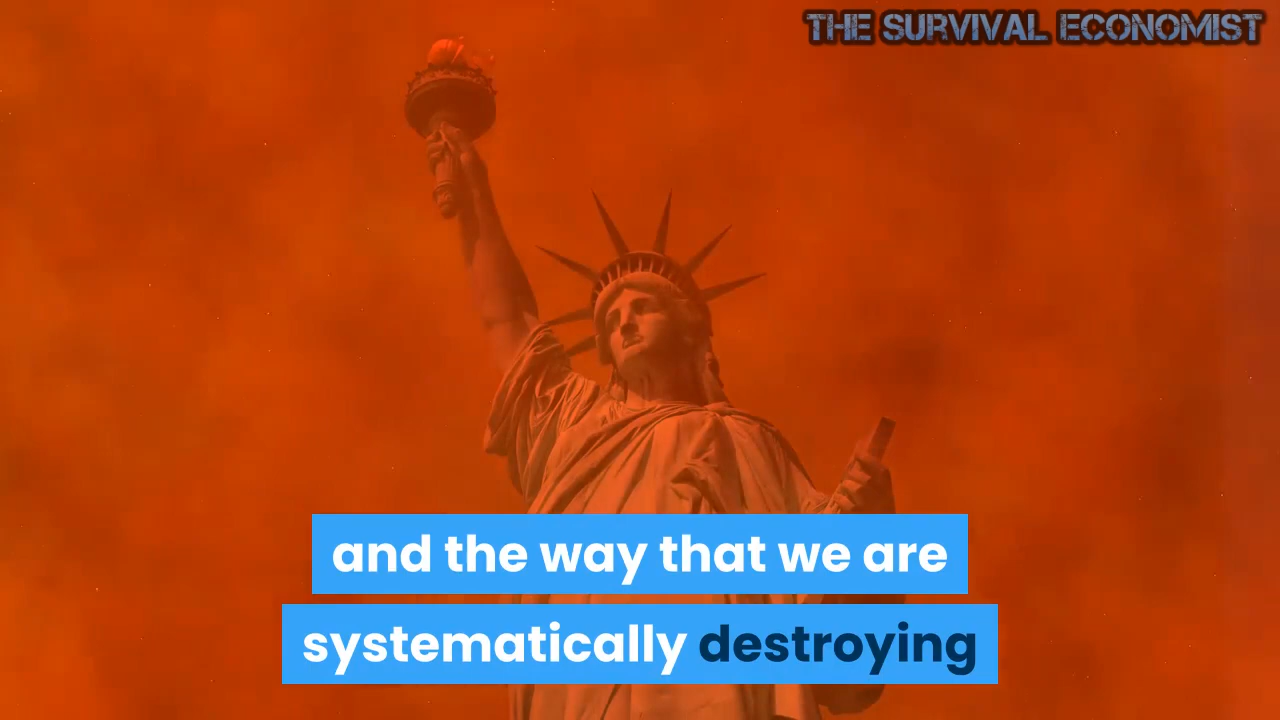 THE SURVIVAL ECONOMIST
and the way that we are
systematically destroying